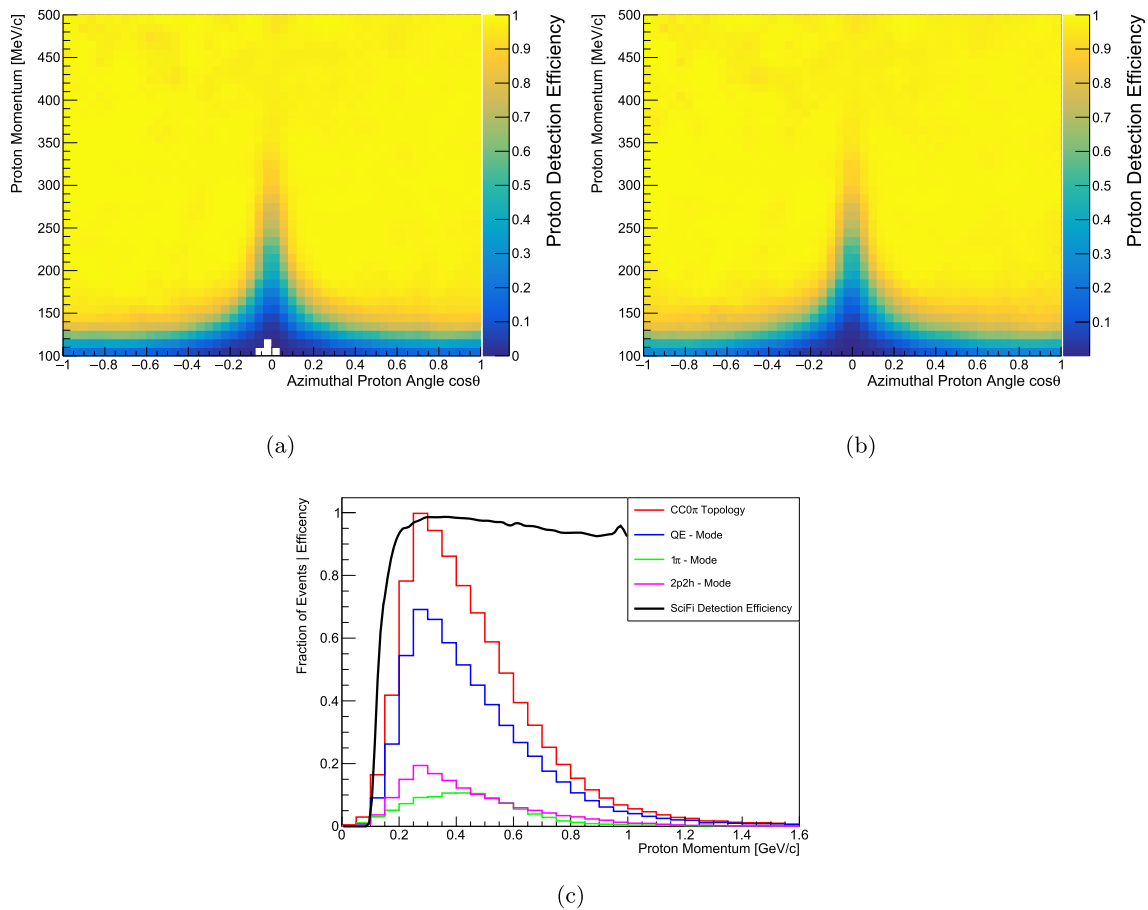 Proton Momentum [MeV/c]
500
450
400
350
300
250
200
150
100
−1 −0.8 −0.6 −0.4 −0.2 0 0.2 0.4 0.6 0.8 1
Azimuthal Proton Angle cosθ
1
0.9
0.8
0.7
0.6
0.5
0.4
0.3
0.2
0.1
0
Proton Detection Efficiency
(a)
Proton Momentum [MeV/c]
500
450
400
350
300
250
200
150
100
−1 −0.8 −0.6 −0.4 −0.2 0 0.2 0.4 0.6 0.8 1
Azimuthal Proton Angle cosθ
1
0.9
0.8
0.7
0.6
0.5
0.4
0.3
0.2
0.1
Proton Detection Efficiency
(b)
Fraction of Events | Efficency
1
0.8
0.6
0.4
0.2
0
0 0.2 0.4 0.6 0.8 1 1.2 1.4 1.6
Proton Momentum [GeV/c]
CC0π Topology
QE - Mode
1π - Mode
2p2h - Mode
SciFi Detection Efficiency
(c)